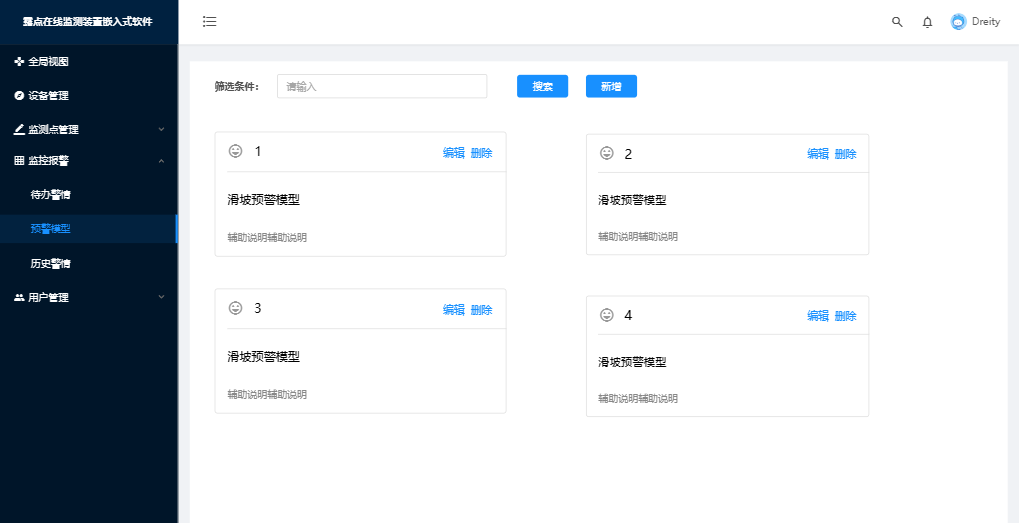 露点在线监测装置嵌入式软件
Dreity
全局视图
设备管理
监测点管理
监控报警
待办警情
预警模型
历史警情
用户管理
筛选条件:
请输入
搜索
新增
1
编辑 删除
滑坡预警模型
辅助说明辅助说明
2
编辑 删除
滑坡预警模型
辅助说明辅助说明
3
编辑 删除
滑坡预警模型
辅助说明辅助说明
4
编辑 删除
滑坡预警模型
辅助说明辅助说明